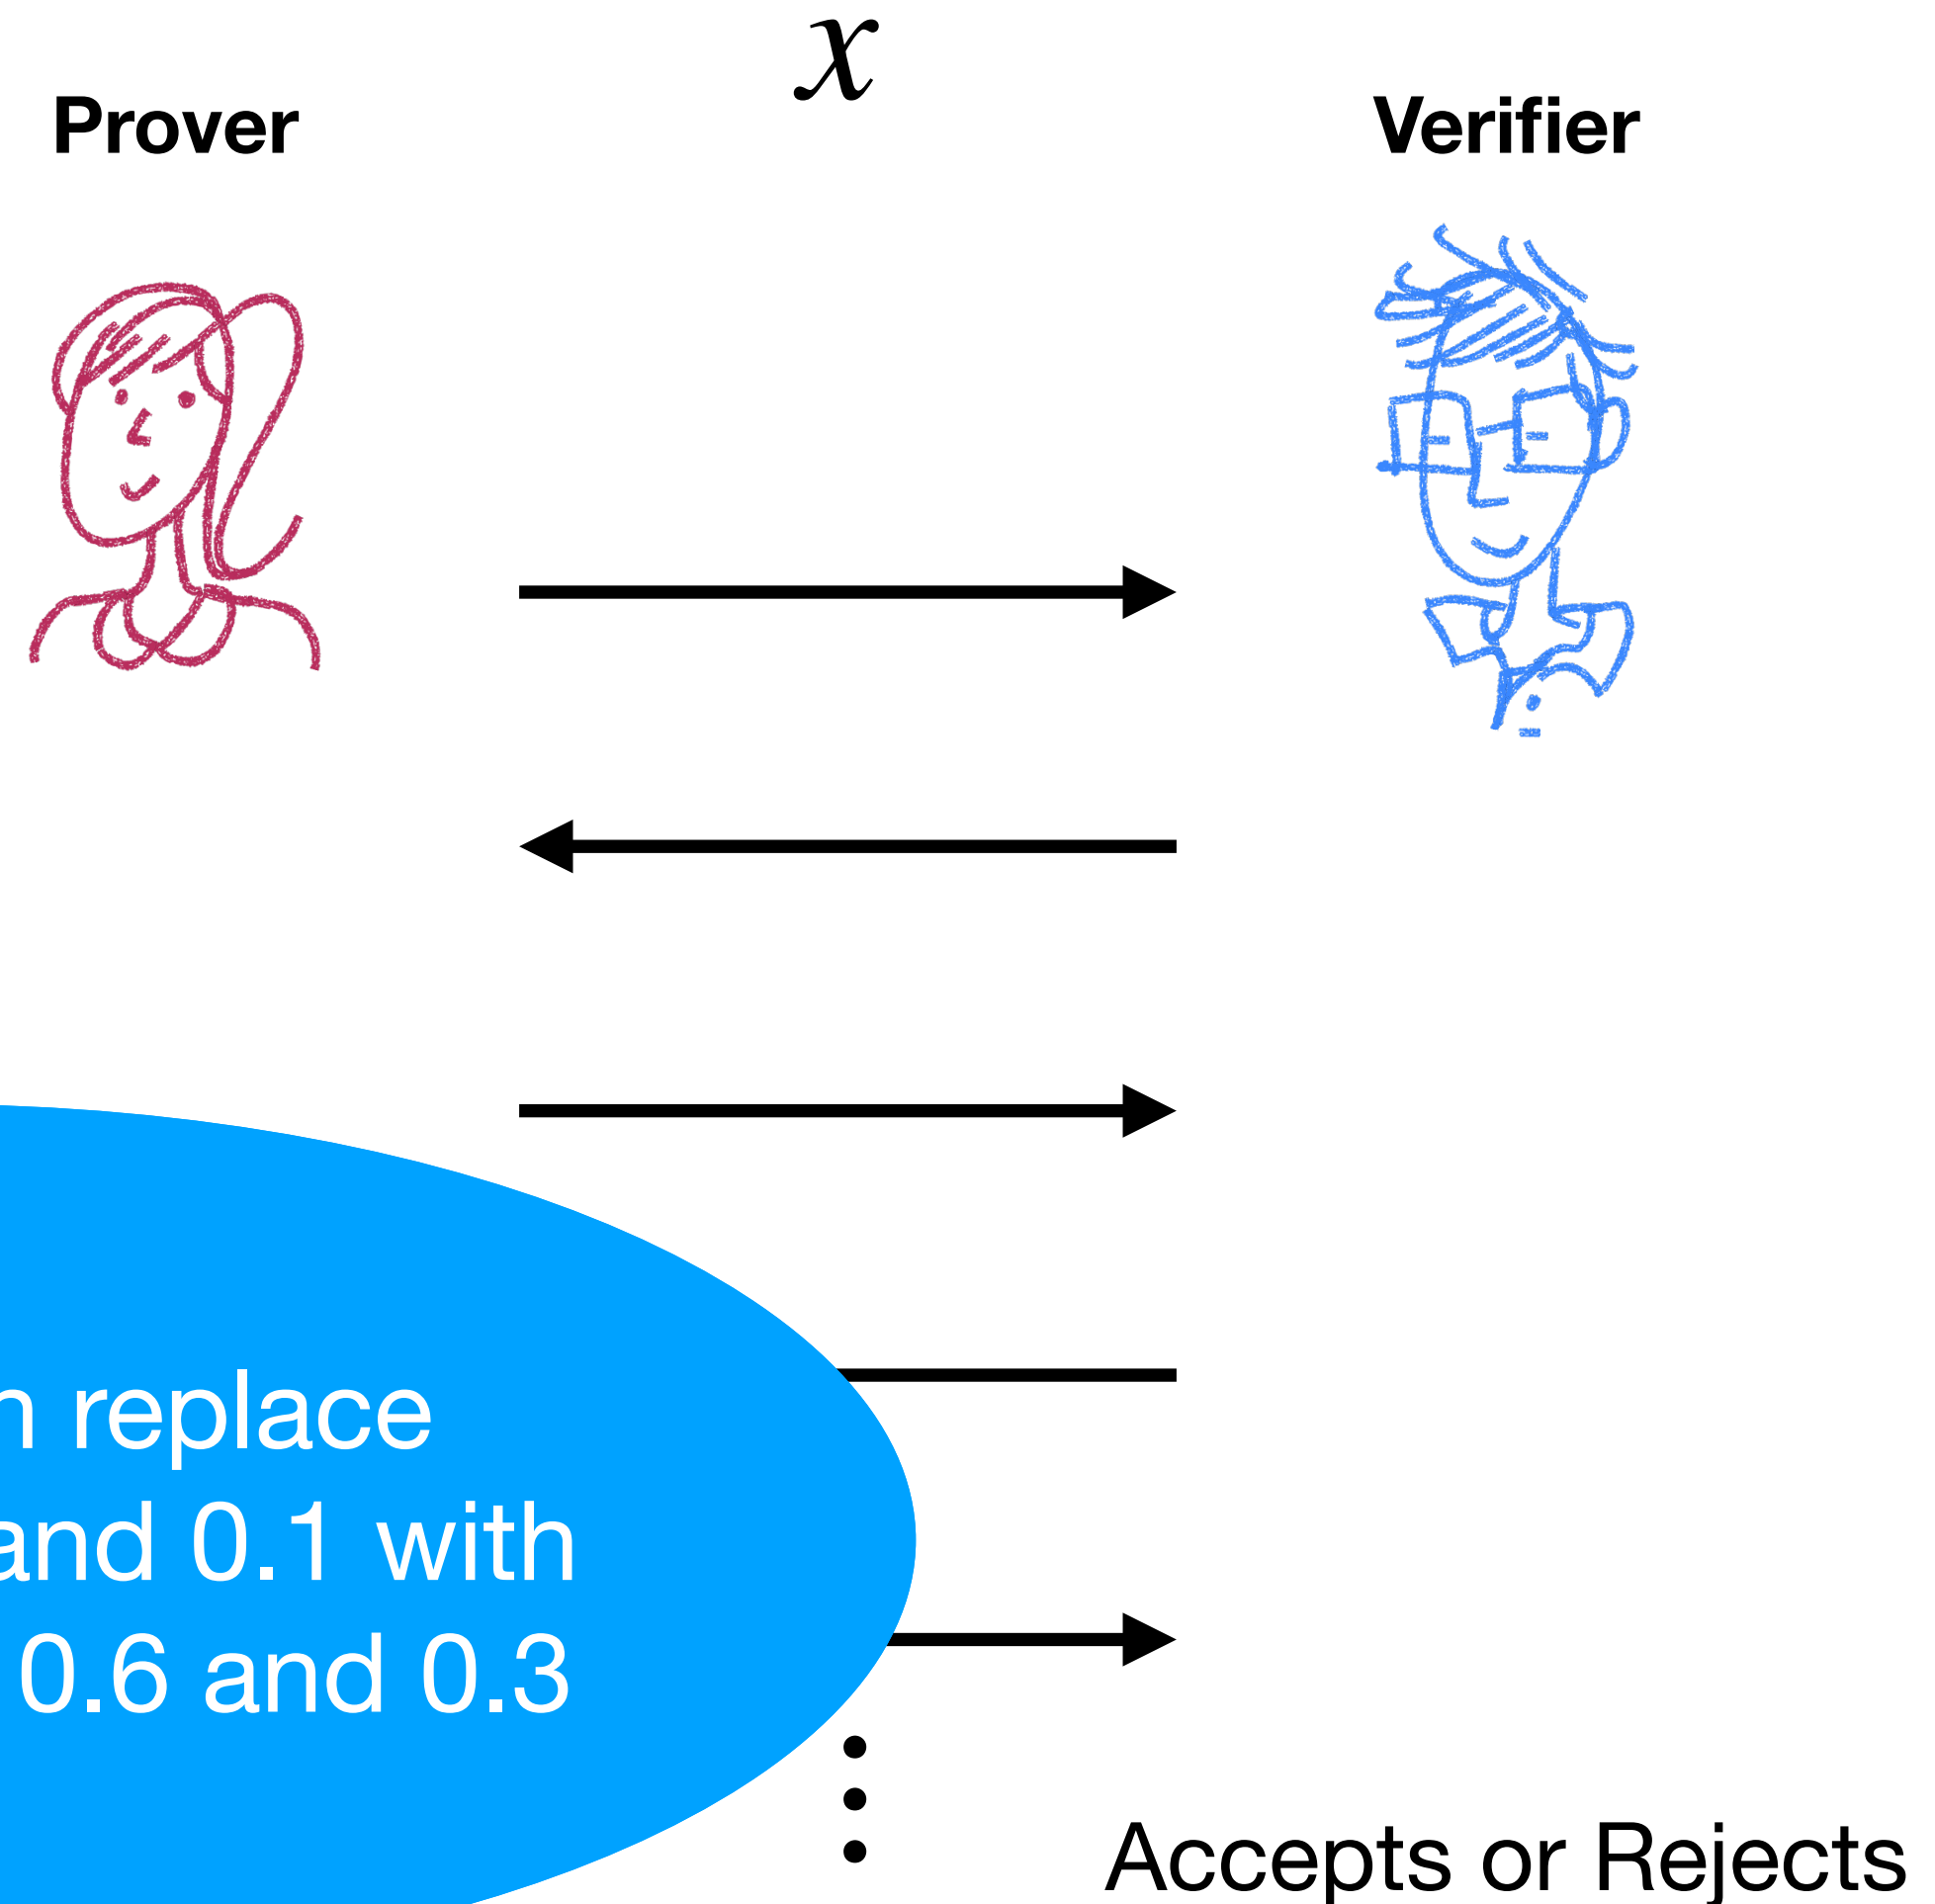 x
Prover
Verifier
replace
and 0.1 with
0.6 and 0.3
Accepts or Rejects